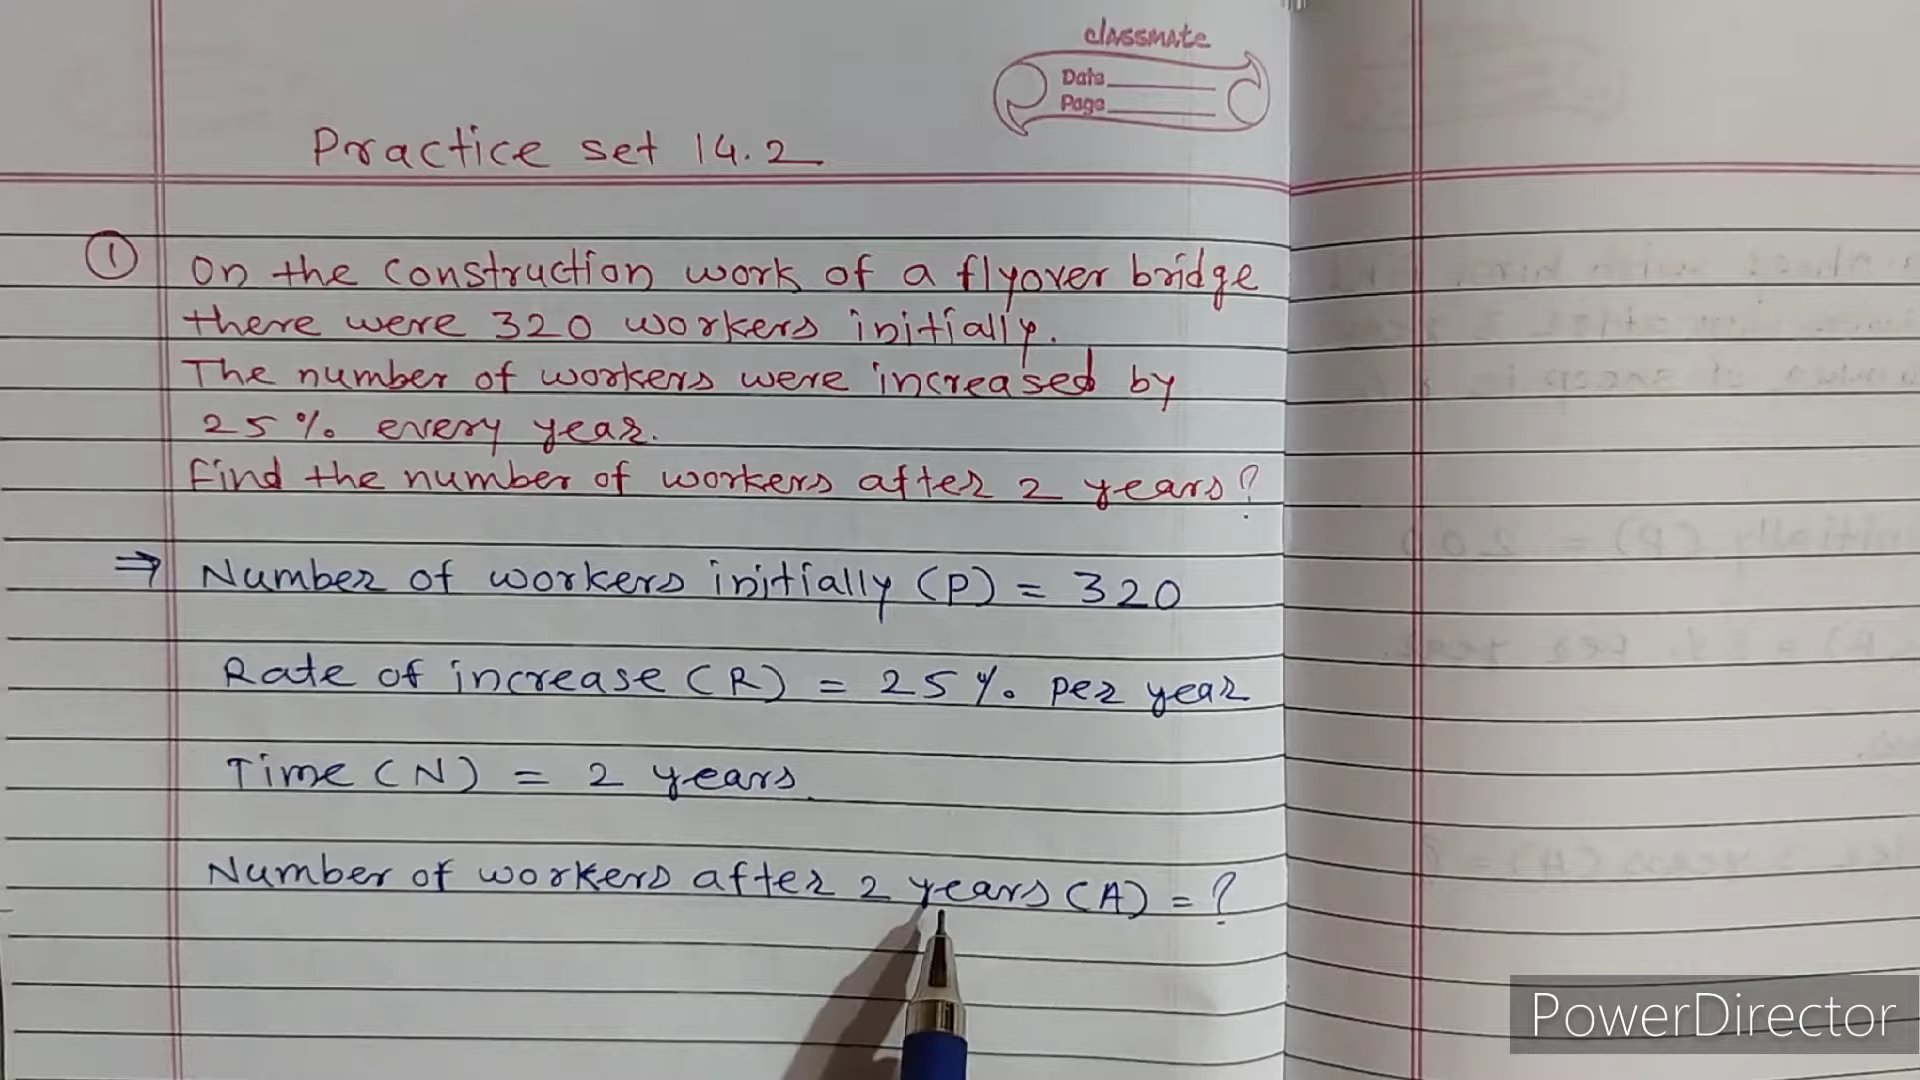 classmate
Date
Page
Practice set 14.2
① On the construction work of a flyover bridge
there were 320 workers initially.
The number of workers were increased by
25% every year.
Find the number of workers after 2 years?
⇒ Number of workers initially (P) = 320
Rate of increase (R) = 25% per year
Time (N) = 2 years.
Number of workers after 2 years (A) = ?
PowerDirector